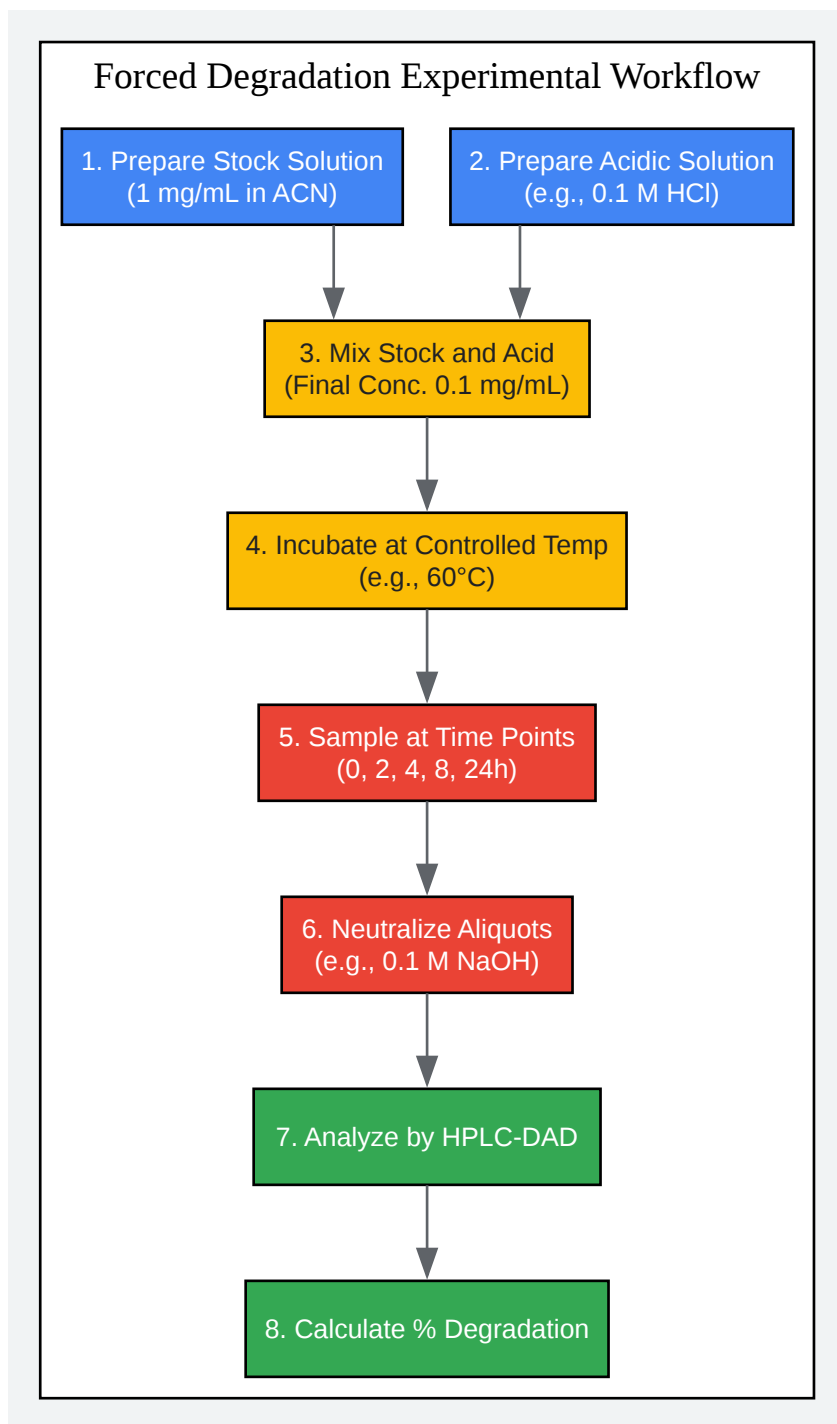 Forced Degradation Experimental Workflow
1. Prepare Stock Solution
(1 mg/mL in ACN)
2. Prepare Acidic Solution
(e.g., 0.1 M HCl)
3. Mix Stock and Acid
(Final Conc. 0.1 mg/mL)
4. Incubate at Controlled Temp
(e.g., 60°C)
5. Sample at Time Points
(0, 2, 4, 8, 24h)
6. Neutralize Aliquots
(e.g., 0.1 M NaOH)
7. Analyze by HPLC-DAD
8. Calculate % Degradation